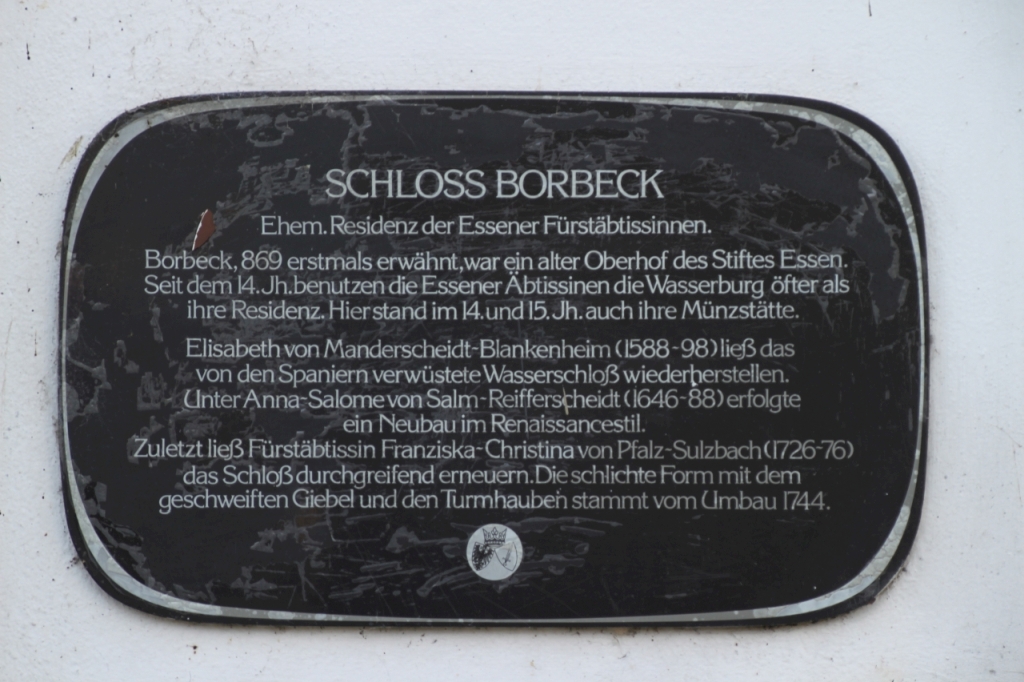 SCHLOSS BORBECK
Ehem. Residenz der Essener Fürstäbtissinnen.
Borbeck, 869 erstmals erwähnt, war ein alter Oberhof des Stiftes Essen.
Seit dem 14. Jh. benutzen die Essener Äbtissinen die Wasserburg öfter als
ihre Residenz. Hier stand im 14. und 15. Jh. auch ihre Münzstätte.
Elisabeth von Manderscheidt-Blankenheim (1588-98) ließ das
von den Spaniern verwüstete Wasserschloß wiederherstellen.
Unter Anna-Salome von Salm-Reifferscheidt (1646-88) erfolgte
ein Neubau im Renaissancestil.
Zuletzt ließ Fürstäbtissin Franziska-Christina von Pfalz-Sulzbach (1726-76)
das Schloß durchgreifend erneuern. Die schlichte Form mit dem
geschweiften Giebel und den Turmhauben stammt vom Umbau 1744.